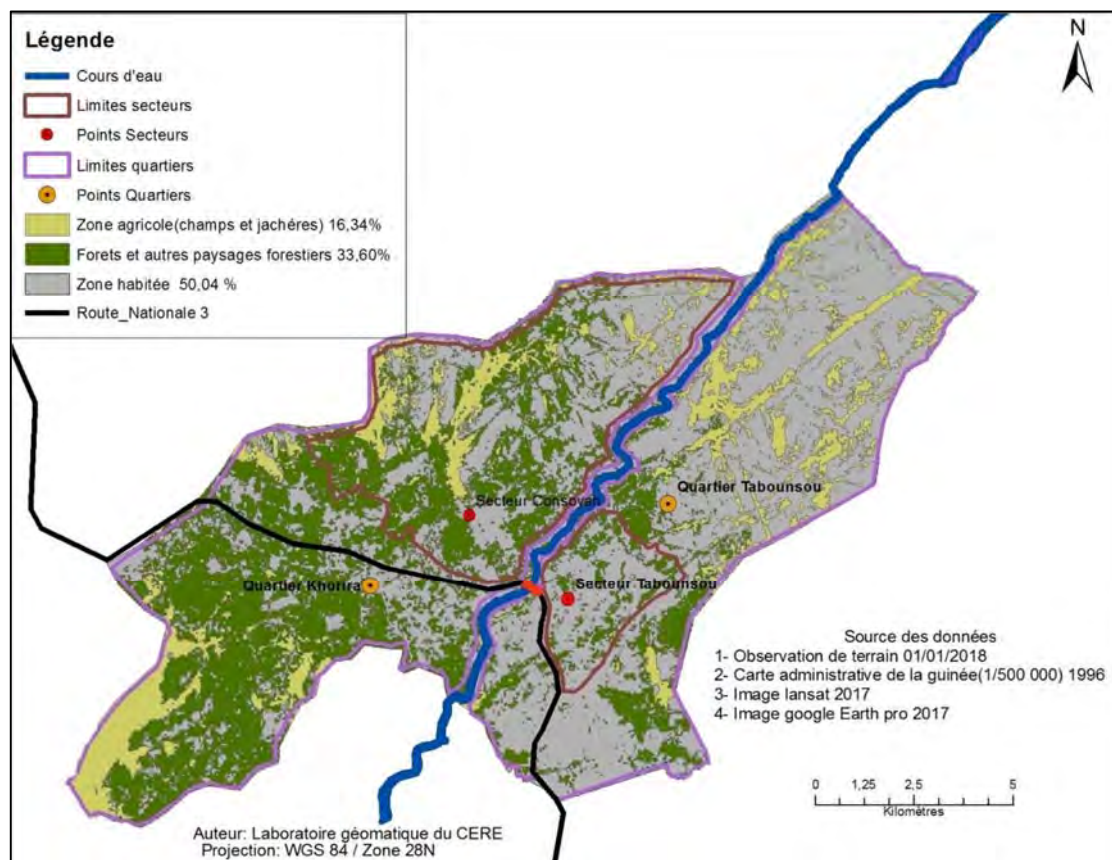 Légende
Cours d'eau
Limites secteurs
Points Secteurs
Limites quartiers
Points Quartiers
Zone agricole(champs et jachéres) 16,34%
Forets et autres paysages forestiers 33,60%
Zone habitée 50,04 %
Route_Nationale 3
N
Secteur Consoyah
Quartier Tabounsou
Quartier Khorira
Secteur Tabounsou
Source des données
1- Observation de terrain 01/01/2018
2- Carte administrative de la guinée(1/500 000) 1996
3- Image lansat 2017
4- Image google Earth pro 2017
0 1,25 2,5 5
Kilomètres
Auteur: Laboratoire géomatique du CERE
Projection: WGS 84 / Zone 28N